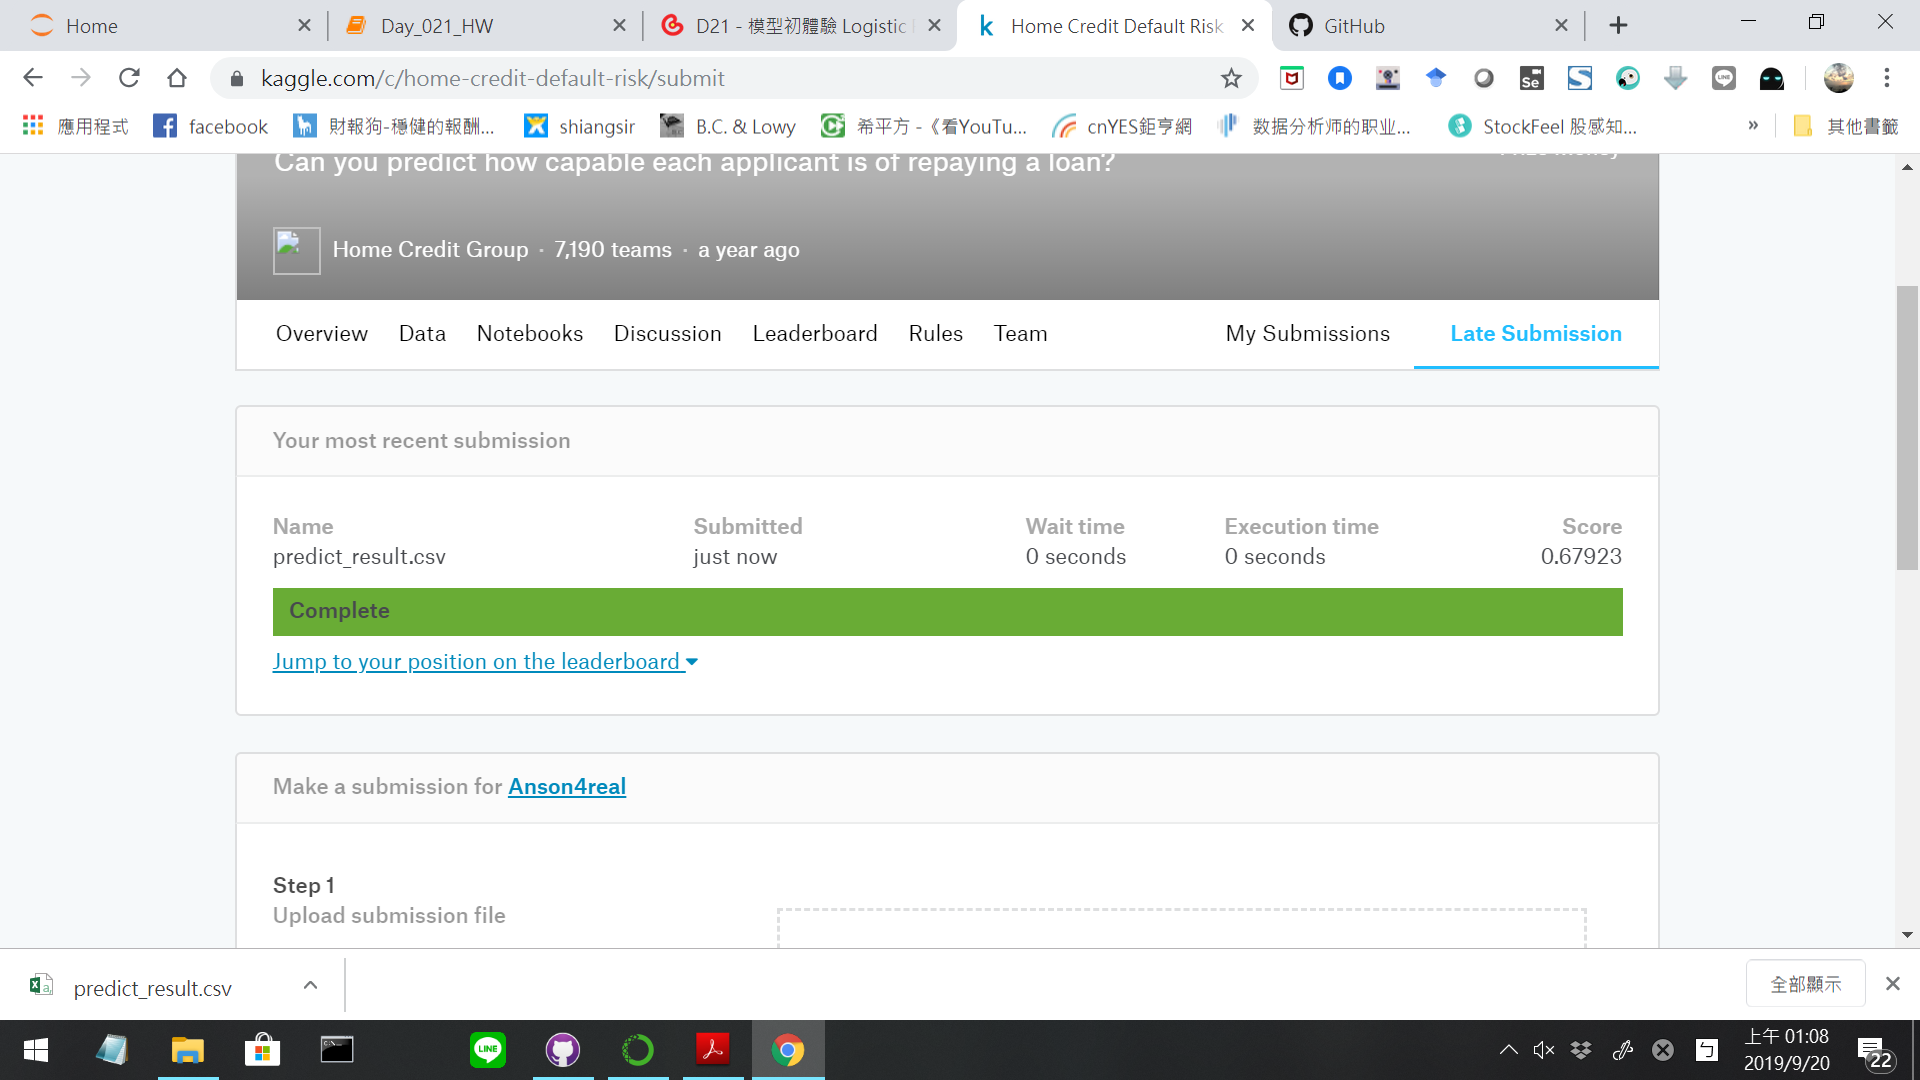 Home
Day_021_HW
D21 - 模型初體驗 Logistic
Home Credit Default Risk
GitHub
kaggle.com/c/home-credit-default-risk/submit
應用程式
facebook
財報狗-穩健的報酬...
shiangsir
B.C. & Lowy
希平方 -《看YouTu...
cnYES鉅亨網
数据分析师的职业...
StockFeel 股感知...
»
其他書籤
Can you predict how capable each applicant is of repaying a loan?
Home Credit Group · 7,190 teams · a year ago
Overview
Data
Notebooks
Discussion
Leaderboard
Rules
Team
My Submissions
Late Submission
Your most recent submission
Name
Submitted
Wait time
Execution time
Score
predict_result.csv
just now
0 seconds
0 seconds
0.67923
Complete
Jump to your position on the leaderboard
Make a submission for Anson4real
Step 1
Upload submission file
predict_result.csv
全部顯示
LINE
上午 01:08
2019/9/20
22